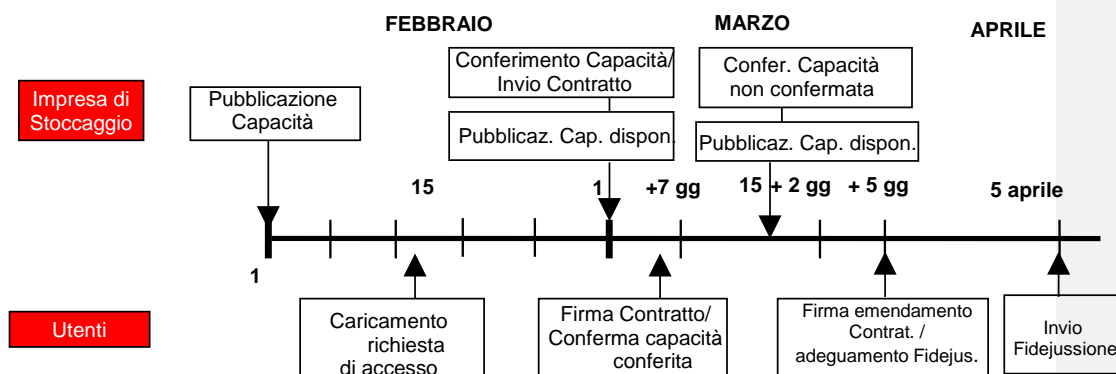 FEBBRAIO
MARZO
APRILE
Impresa di
Stoccaggio
Pubblicazione
Capacità
Conferimento Capacità/
Invio Contratto
Pubblicaz. Cap. dispon.
Confer. Capacità
non confermata
Pubblicaz. Cap. dispon.
15
1
+7 gg
15 + 2 gg
+ 5 gg
5 aprile
1
Utenti
Caricamento
richiesta
di accesso
Firma Contratto/
Conferma capacità
conferita
Firma emendamento
Contrat. /
adeguamento Fidejus.
Invio
Fidejussione